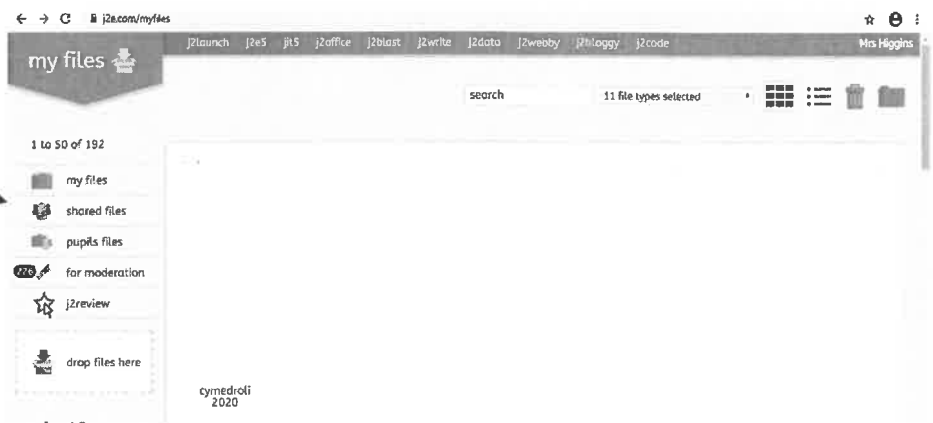 j2e.com/myfiles
my files
j2launch j2e5 jit5 j2office j2blast j2write j2data j2webby j2bloggy j2code Mrs Higgins
search 11 file types selected
1 to 50 of 192
my files
shared files
pupils files
226 for moderation
j2review
drop files here
cymedroli
2020